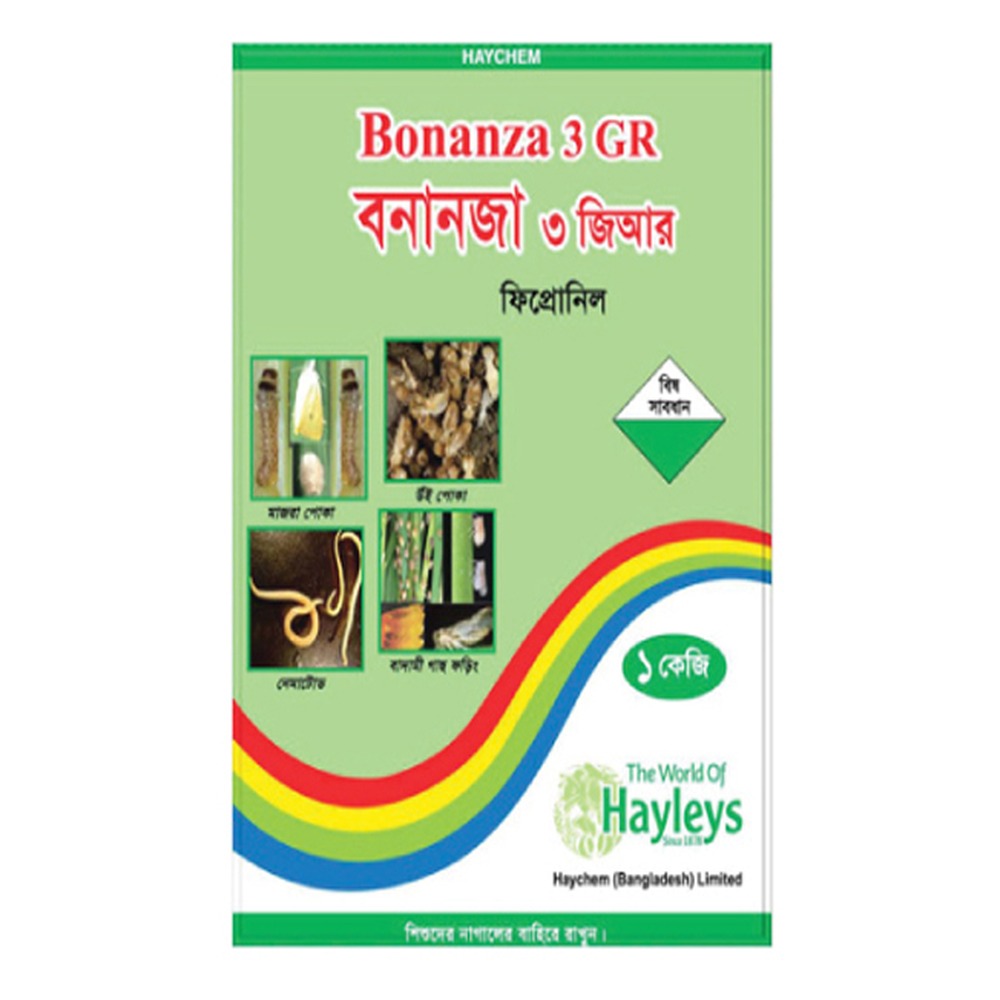 HAYCHEM
Bonanza 3 GR
বনানজা ৩ জিআর
ফিপ্রোনিল
বিষ
সাবধান
মাজরা পোকা
উঁই পোকা
নেমাটোড
বাদামী গাছ ফড়িং
১ কেজি
The World Of
Hayleys
Since 1878
Haychem (Bangladesh) Limited
শিশুদের নাগালের বাহিরে রাখুন।